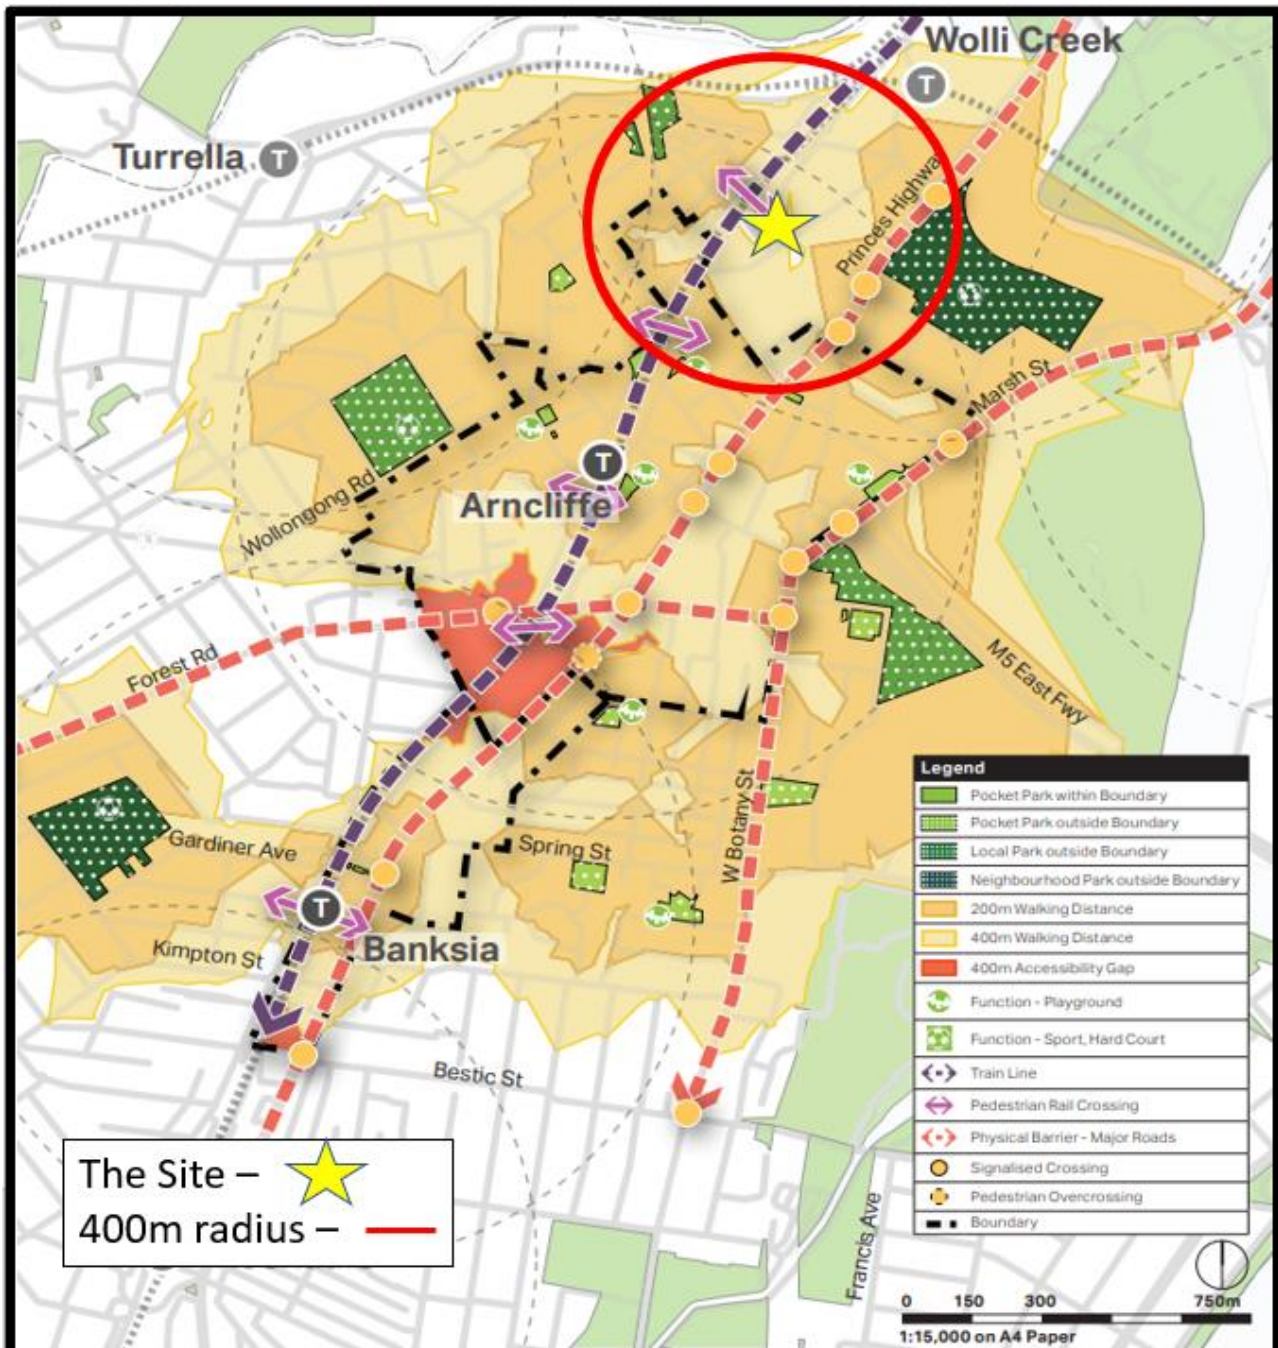 Wolli Creek
T
Turrella T
Princes Highwa
Marsh St
T
Arncliffe
Wollongong Rd
Forest Rd
M5 East Fwy
W Botany St
Gardiner Ave
Spring St
T
Banksia
Kimpton St
Bestic St
Francis Ave
Legend
Pocket Park within Boundary
Pocket Park outside Boundary
Local Park outside Boundary
Neighbourhood Park outside Boundary
200m Walking Distance
400m Walking Distance
400m Accessibility Gap
Function - Playground
Function - Sport, Hard Court
Train Line
Pedestrian Rail Crossing
Physical Barrier - Major Roads
Signalised Crossing
Pedestrian Overcrossing
Boundary
The Site –
400m radius –
0 150 300 750m
1:15,000 on A4 Paper